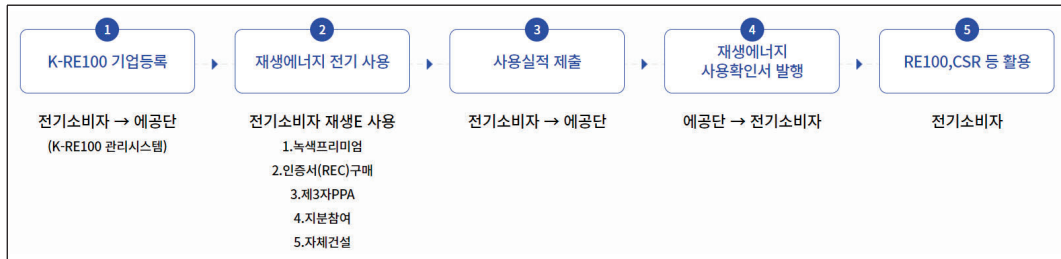 1
K-RE100 기업등록
전기소비자 → 에공단
(K-RE100 관리시스템)
2
재생에너지 전기 사용
전기소비자 재생E 사용
1.녹색프리미엄
2.인증서(REC)구매
3.제3자PPA
4.지분참여
5.자체건설
3
사용실적 제출
전기소비자 → 에공단
4
재생에너지
사용확인서 발행
에공단 → 전기소비자
5
RE100,CSR 등 활용
전기소비자